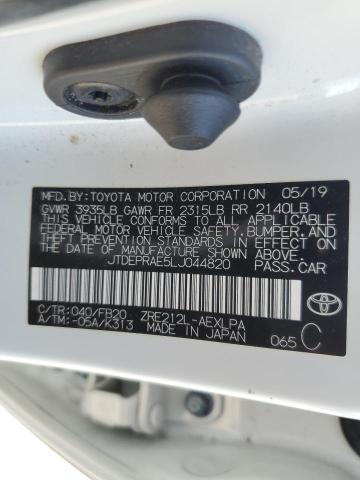 MFD. BY: TOYOTA MOTOR CORPORATION 05/19
GVWR 3935LB GAWR FR 2315LB RR 2140LB
THIS VEHICLE CONFORMS TO ALL APPLICABLE
FEDERAL MOTOR VEHICLE SAFETY, BUMPER,
AND THEFT PREVENTION STANDARDS IN EFFECT ON
THE DATE OF MANUFACTURE SHOWN ABOVE.
JTDEPRAE5LJ044820 PASS.CAR
C/TR: 040/FB20 ZRE212L-AEXLPA
A/TM: -05A/K313 MADE IN JAPAN 065 C